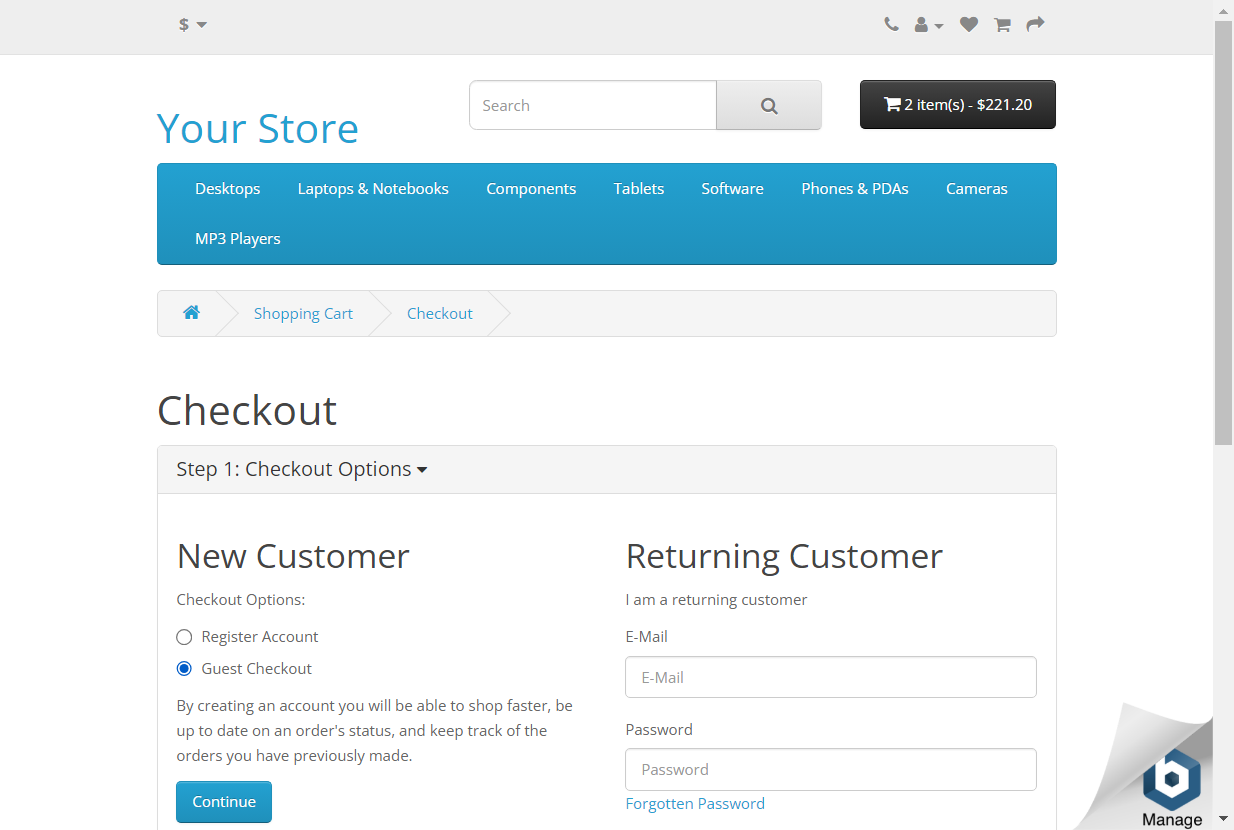 $
Search
2 item(s) - $221.20
Your Store
Desktops
Laptops & Notebooks
Components
Tablets
Software
Phones & PDAs
Cameras
MP3 Players
Shopping Cart
Checkout
Checkout
Step 1: Checkout Options
New Customer
Checkout Options:
Register Account
Guest Checkout
By creating an account you will be able to shop faster, be
up to date on an order's status, and keep track of the
orders you have previously made.
Continue
Returning Customer
I am a returning customer
E-Mail
E-Mail
Password
Password
Forgotten Password
b
Manage